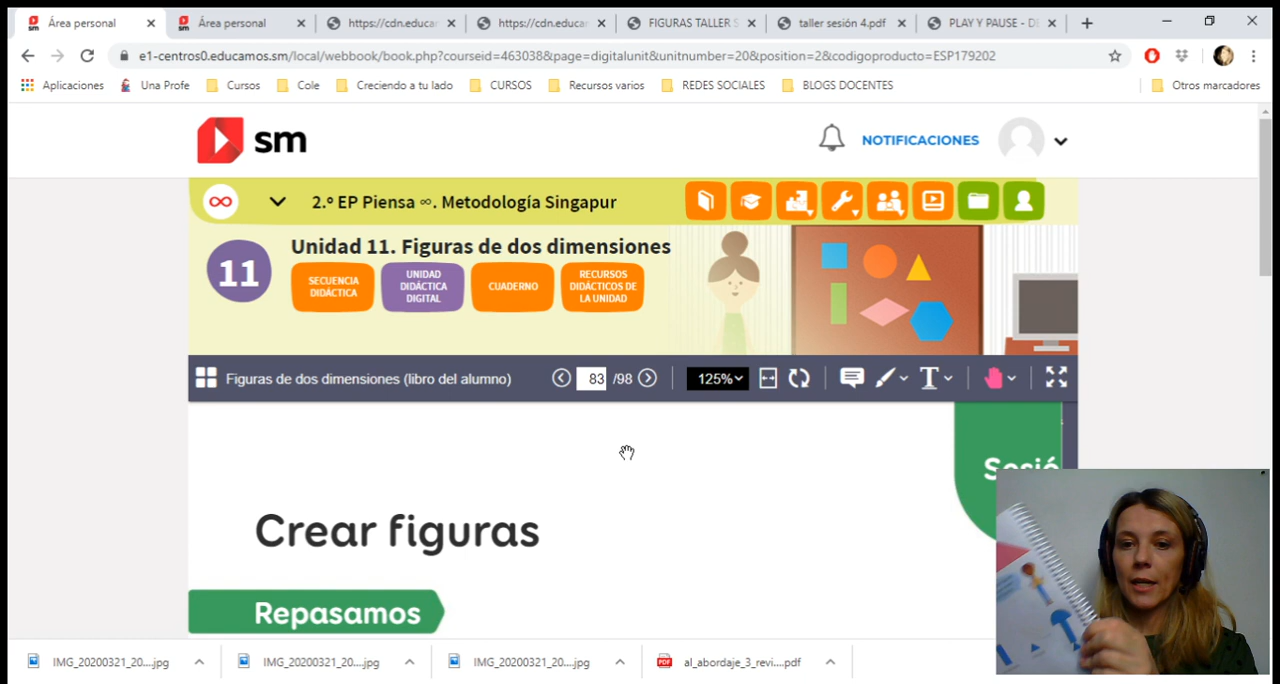 Área personal
Área personal
https://cdn.educa
https://cdn.educa
FIGURAS TALLER S
taller sesión 4.pdf
PLAY Y PAUSE - DE
e1-centros0.educamos.sm/local/webbook/book.php?courseid=463038&page=digitalunit&unitnumber=20&position=2&codigoproducto=ESP179202
Aplicaciones
Una Profe
Cursos
Cole
Creciendo a tu lado
CURSOS
Recursos varios
REDES SOCIALES
BLOGS DOCENTES
Otros marcadores
sm
NOTIFICACIONES
2.º EP Piensa ∞. Metodología Singapur
11
Unidad 11. Figuras de dos dimensiones
SECUENCIA DIDÁCTICA
UNIDAD DIDÁCTICA DIGITAL
CUADERNO
RECURSOS DIDÁCTICOS DE LA UNIDAD
Figuras de dos dimensiones (libro del alumno)
83 /98
125%
T
Sesió
Crear figuras
Repasamos
IMG_20200321_20....jpg
IMG_20200321_20....jpg
IMG_20200321_20....jpg
al_abordaje_3_revi....pdf